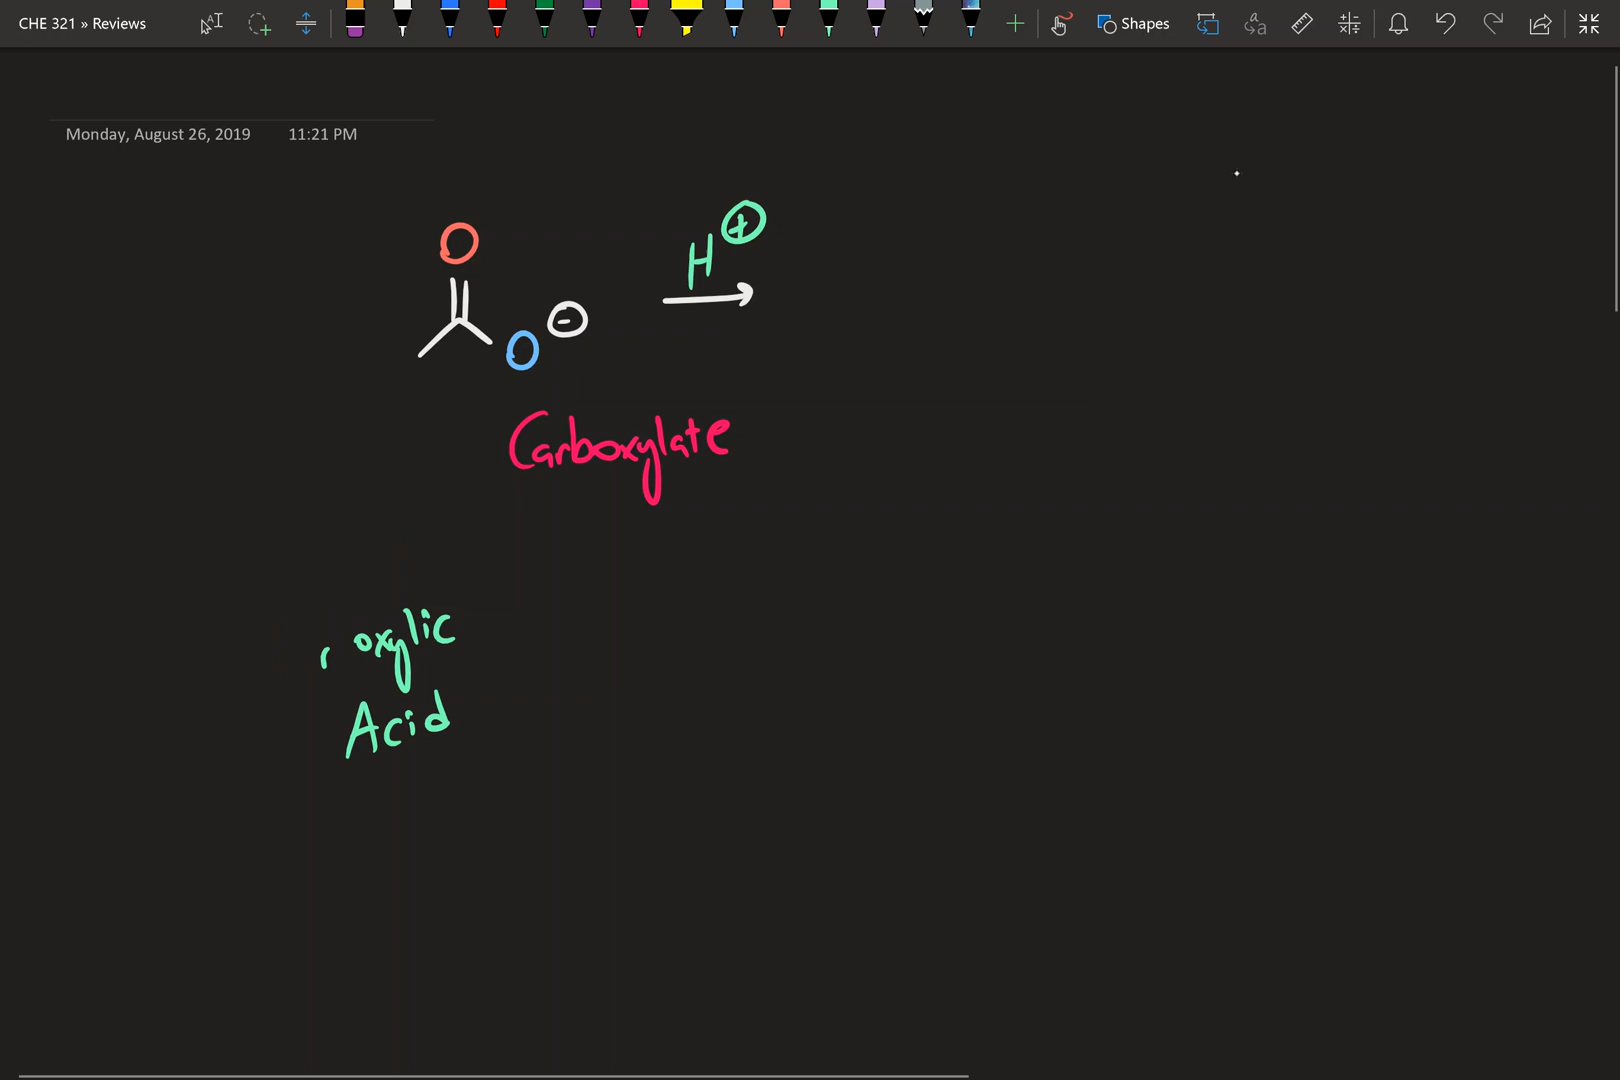 CHE 321 » Reviews
Shapes
Monday, August 26, 2019 11:21 PM
O
H +
O −
Carboxylate
r oxylic
Acid